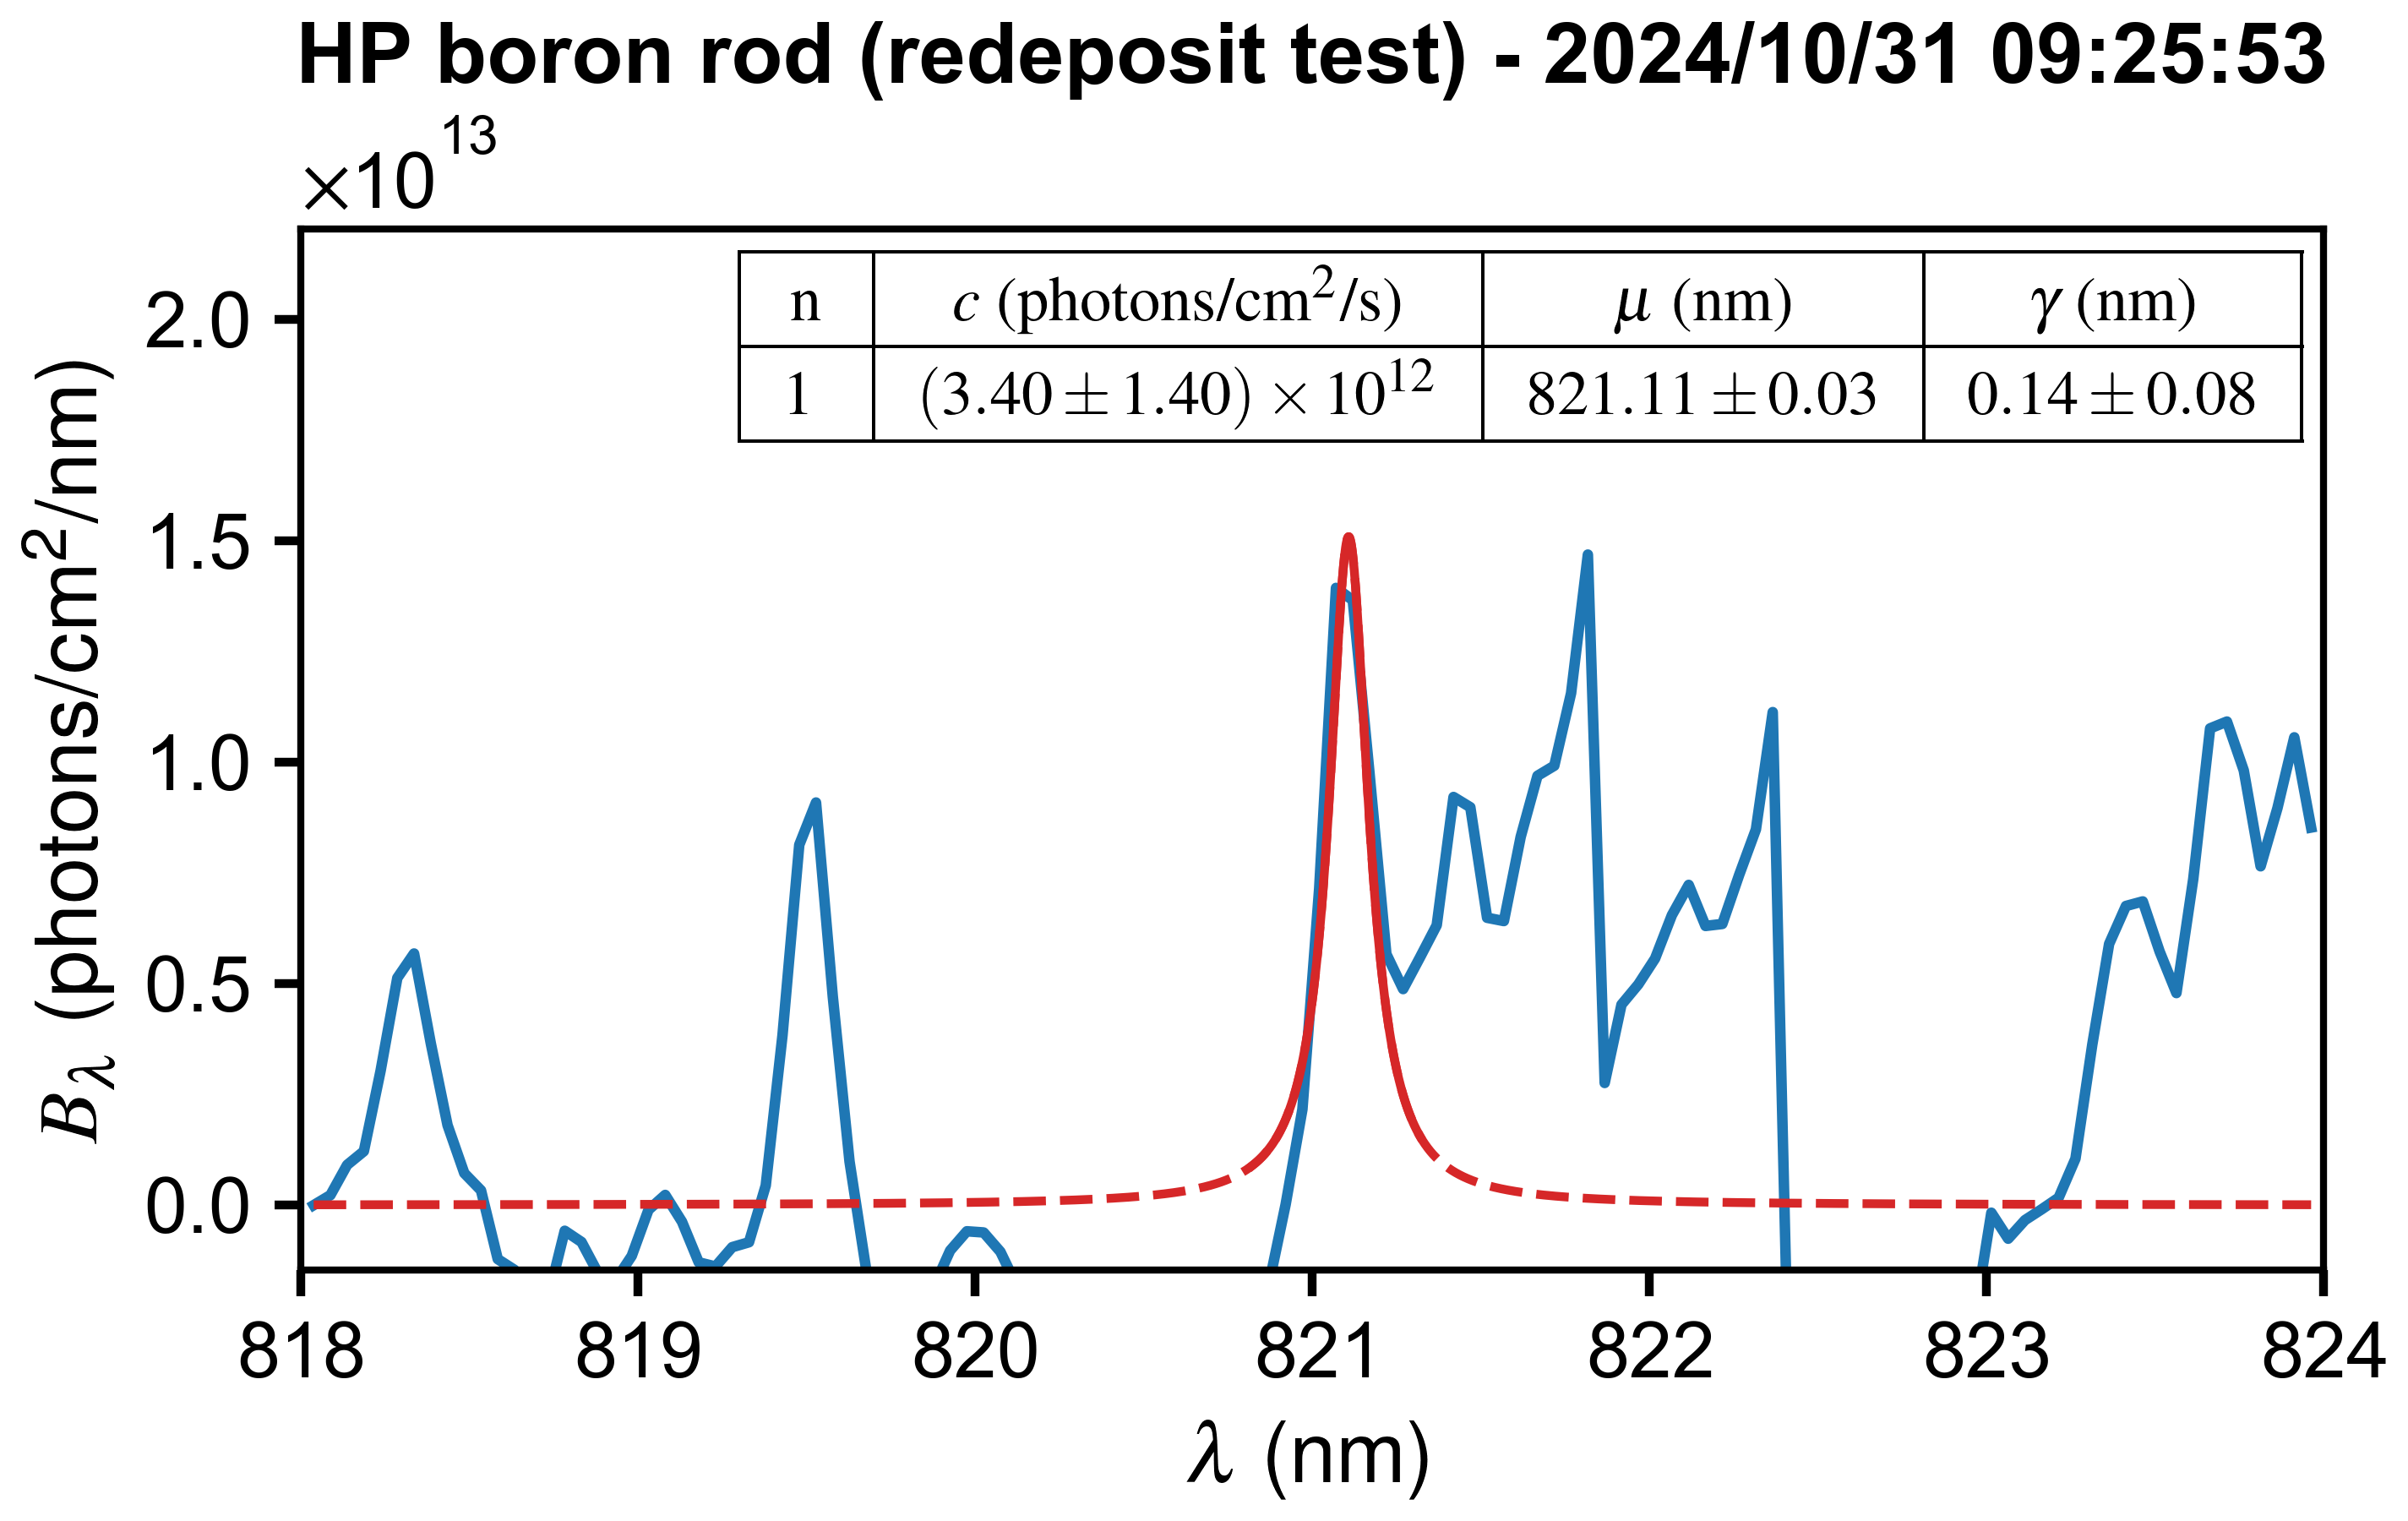 HP boron rod (redeposit test) - 2024/10/31 09:25:53
×10¹³
n c (photons/cm²/s) μ (nm) γ (nm)
1 (3.40 ± 1.40) × 10¹² 821.11 ± 0.03 0.14 ± 0.08
2.0
1.5
1.0
0.5
0.0
B_λ (photons/cm²/nm)
818 819 820 821 822 823 824
λ (nm)